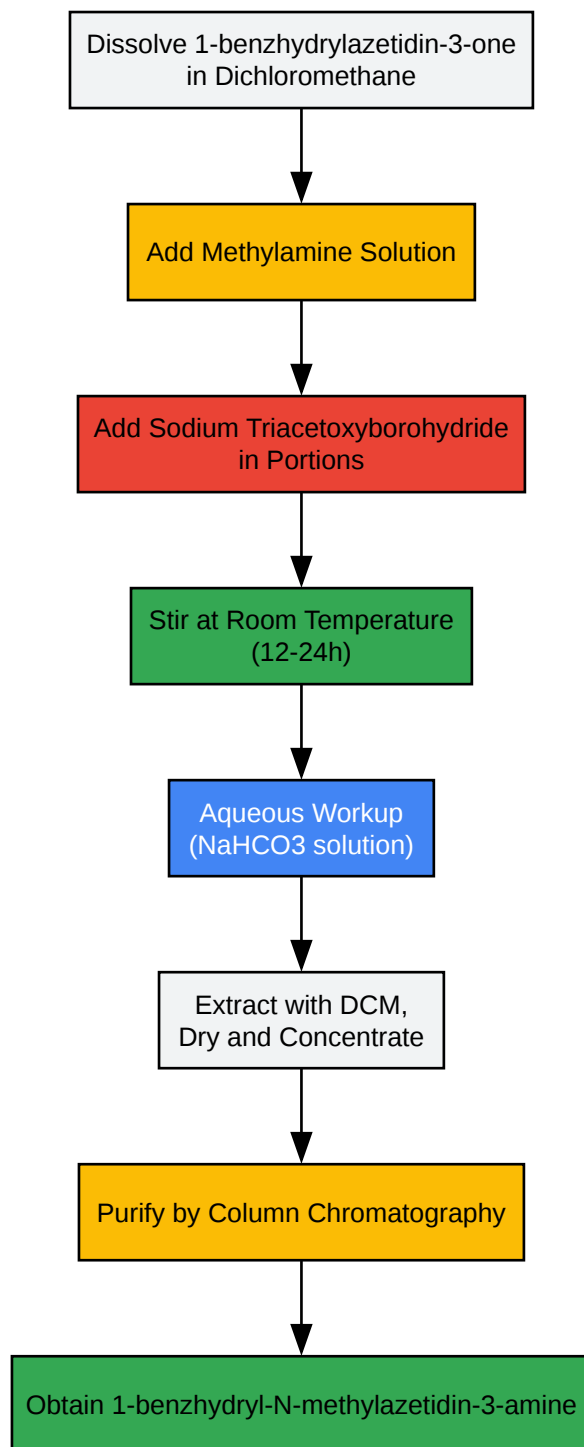 Dissolve 1-benzhydrylazetidin-3-one
in Dichloromethane
Add Methylamine Solution
Add Sodium Triacetoxyborohydride
in Portions
Stir at Room Temperature
(12-24h)
Aqueous Workup
(NaHCO3 solution)
Extract with DCM,
Dry and Concentrate
Purify by Column Chromatography
Obtain 1-benzhydryl-N-methylazetidin-3-amine